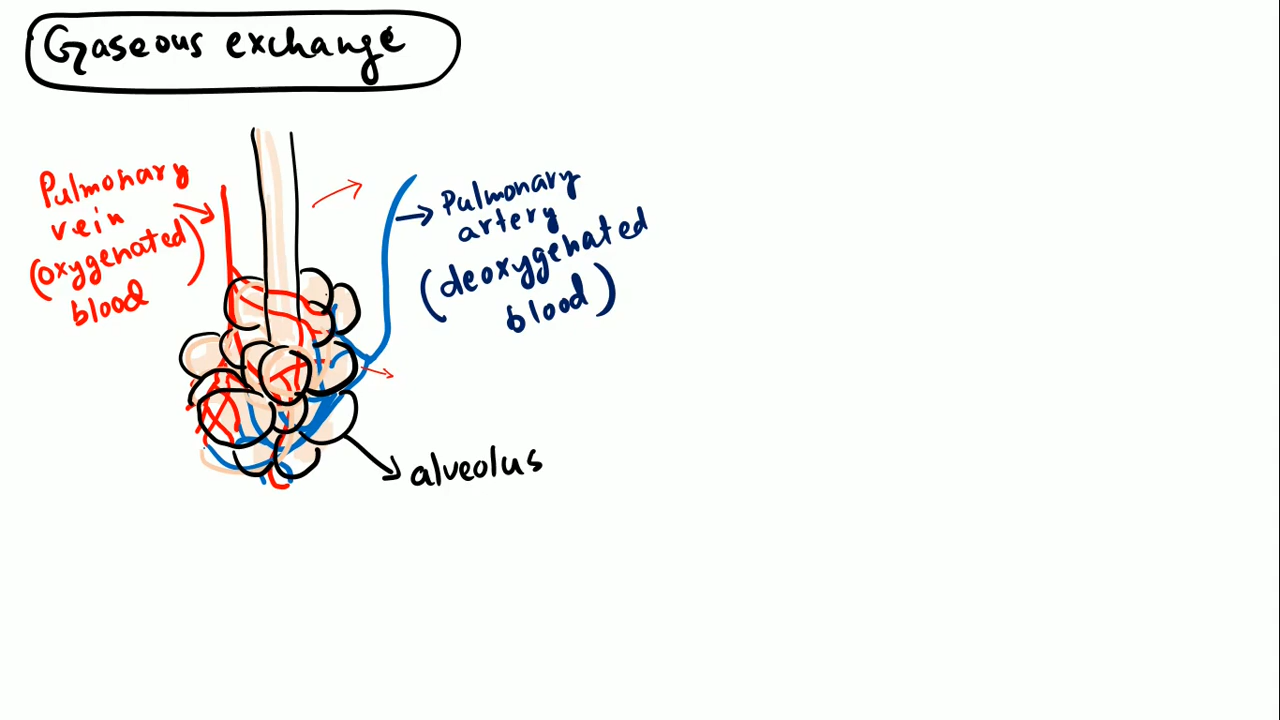 Gaseous exchange
Pulmonary
vein
(oxygenated)
blood
Pulmonary
artery
(deoxygenated
blood)
alveolus